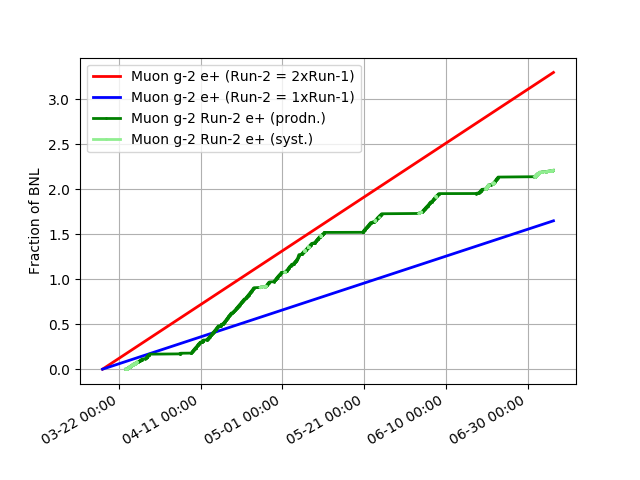 Muon g-2 e+ (Run-2 = 2xRun-1)
Muon g-2 e+ (Run-2 = 1xRun-1)
Muon g-2 Run-2 e+ (prodn.)
Muon g-2 Run-2 e+ (syst.)
Fraction of BNL
3.0
2.5
2.0
1.5
1.0
0.5
0.0
03-22 00:00
04-11 00:00
05-01 00:00
05-21 00:00
06-10 00:00
06-30 00:00